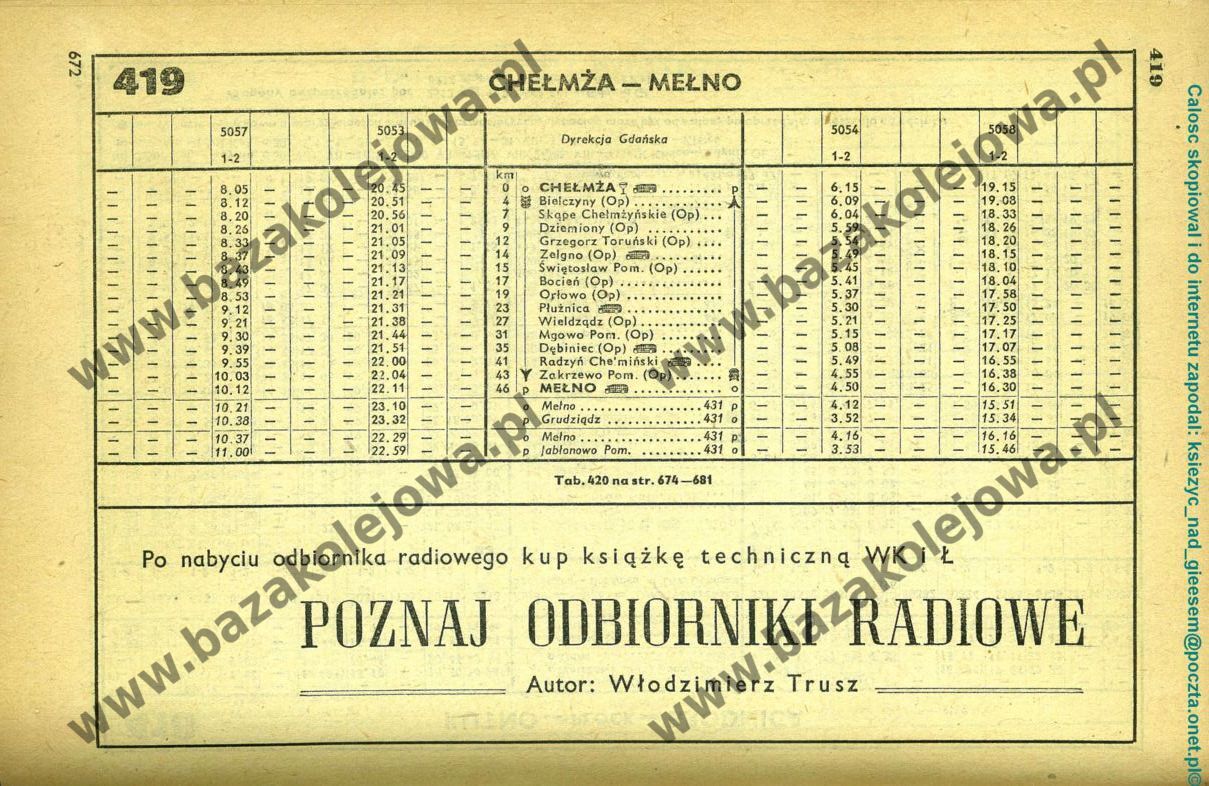 672
419
419 CHEŁMŻA — MEŁNO
5057 5053 Dyrekcja Gdańska 5054 5058
1-2 1-2 1-2 1-2
km
— — — 8.05 — — — 20.45 — — 0 o CHEŁMŻA .......... p — — 6.15 — — — 19.15 — — —
— — — 8.12 — — — 20.51 — — 4 Bielczyny (Op) — — 6.09 — — — 19.08 — — —
— — — 8.20 — — — 20.56 — — 7 Skąpe Chełmżyńskie (Op) ... — — 6.04 — — — 18.33 — — —
— — — 8.26 — — — 21.01 — — 9 Dziemiony (Op) — — 5.59 — — — 18.26 — — —
— — — 8.33 — — — 21.05 — — 12 Grzegorz Toruński (Op) .... — — 5.54 — — — 18.20 — — —
— — — 8.37 — — — 21.09 — — 14 Zelgno (Op) — — 5.49 — — — 18.15 — — —
— — — 8.43 — — — 21.13 — — 15 Świętosław Pom. (Op) ...... — — 5.45 — — — 18.10 — — —
— — — 8.49 — — — 21.17 — — 17 Bocień (Op) — — 5.41 — — — 18.04 — — —
— — — 8.53 — — — 21.21 — — 19 Orłowo (Op) — — 5.37 — — — 17.58 — — —
— — — 9.12 — — — 21.31 — — 23 Płużnica — — 5.30 — — — 17.50 — — —
— — — 9.21 — — — 21.38 — — 27 Wieldządz (Op) — — 5.21 — — — 17.25 — — —
— — — 9.30 — — — 21.44 — — 31 Mgowo Pom. (Op) — — 5.15 — — — 17.17 — — —
— — — 9.39 — — — 21.51 — — 35 Dębiniec (Op) — — 5 08 — — — 17.07 — — —
— — — 9.55 — — — 22 00 — — 41 Radzyń Che'miński — — 5.49 — — — 16.55 — — —
— — — 10.03 — — — 22.04 — — 43 Zakrzewo Pom. (Op) — — 4.55 — — — 16.38 — — —
— — — 10.12 — — — 22.11 — — 46 p MEŁNO o — — 4.50 — — — 16.30 — — —
— — — 10.21 — — — 23.10 — — o Mełno .................. 431 p — — 4.12 — — — 15.51 — — —
— — — 10.38 — — — 23.32 — — p Grudziądz .............. 431 o — — 3.52 — — — 15.34 — — —
— — — 10.37 — — — 22.29 — — o Mełno .................. 431 p — — 4.16 — — — 16.16 — — —
— — — 11.00 — — — 22.59 — — p Jabłonowo Pom. ......... 431 o — — 3.53 — — — 15.46 — — —
Tab. 420 na str. 674—681
Po nabyciu odbiornika radiowego kup książkę techniczną WK i Ł
POZNAJ ODBIORNIKI RADIOWE
Autor: Włodzimierz Trusz
www.bazakolejowa.pl
www.bazakolejowa.pl
www.bazakolejowa.pl
www.bazakolejowa.pl
Calosc skopiowal i do internetu zapodal: ksiezyc_nad_gieesem@poczta.onet.pl©